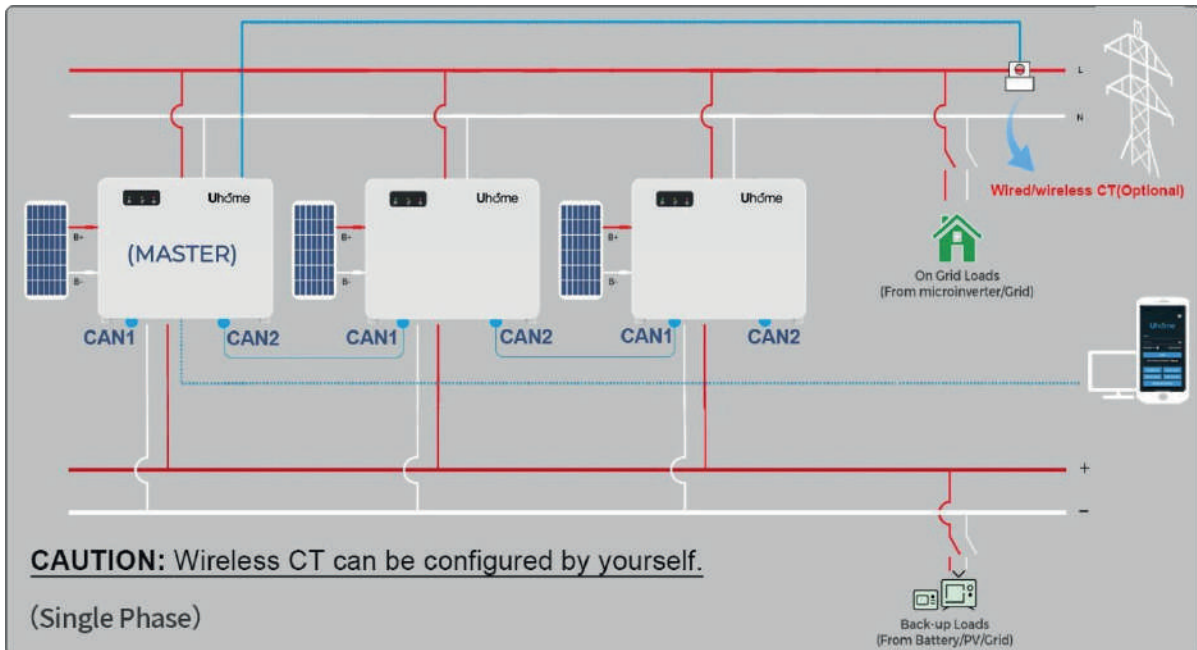 L
N
Wired/wireless CT(Optional)
Uhome
Uhome
Uhome
B+
B-
(MASTER)
B+
B-
B+
B-
On Grid Loads
(From microinverter/Grid)
CAN1
CAN2
CAN1
CAN2
CAN1
CAN2
Uhome
+
−
CAUTION: Wireless CT can be configured by yourself.
(Single Phase)
Back-up Loads
(From Battery/PV/Grid)